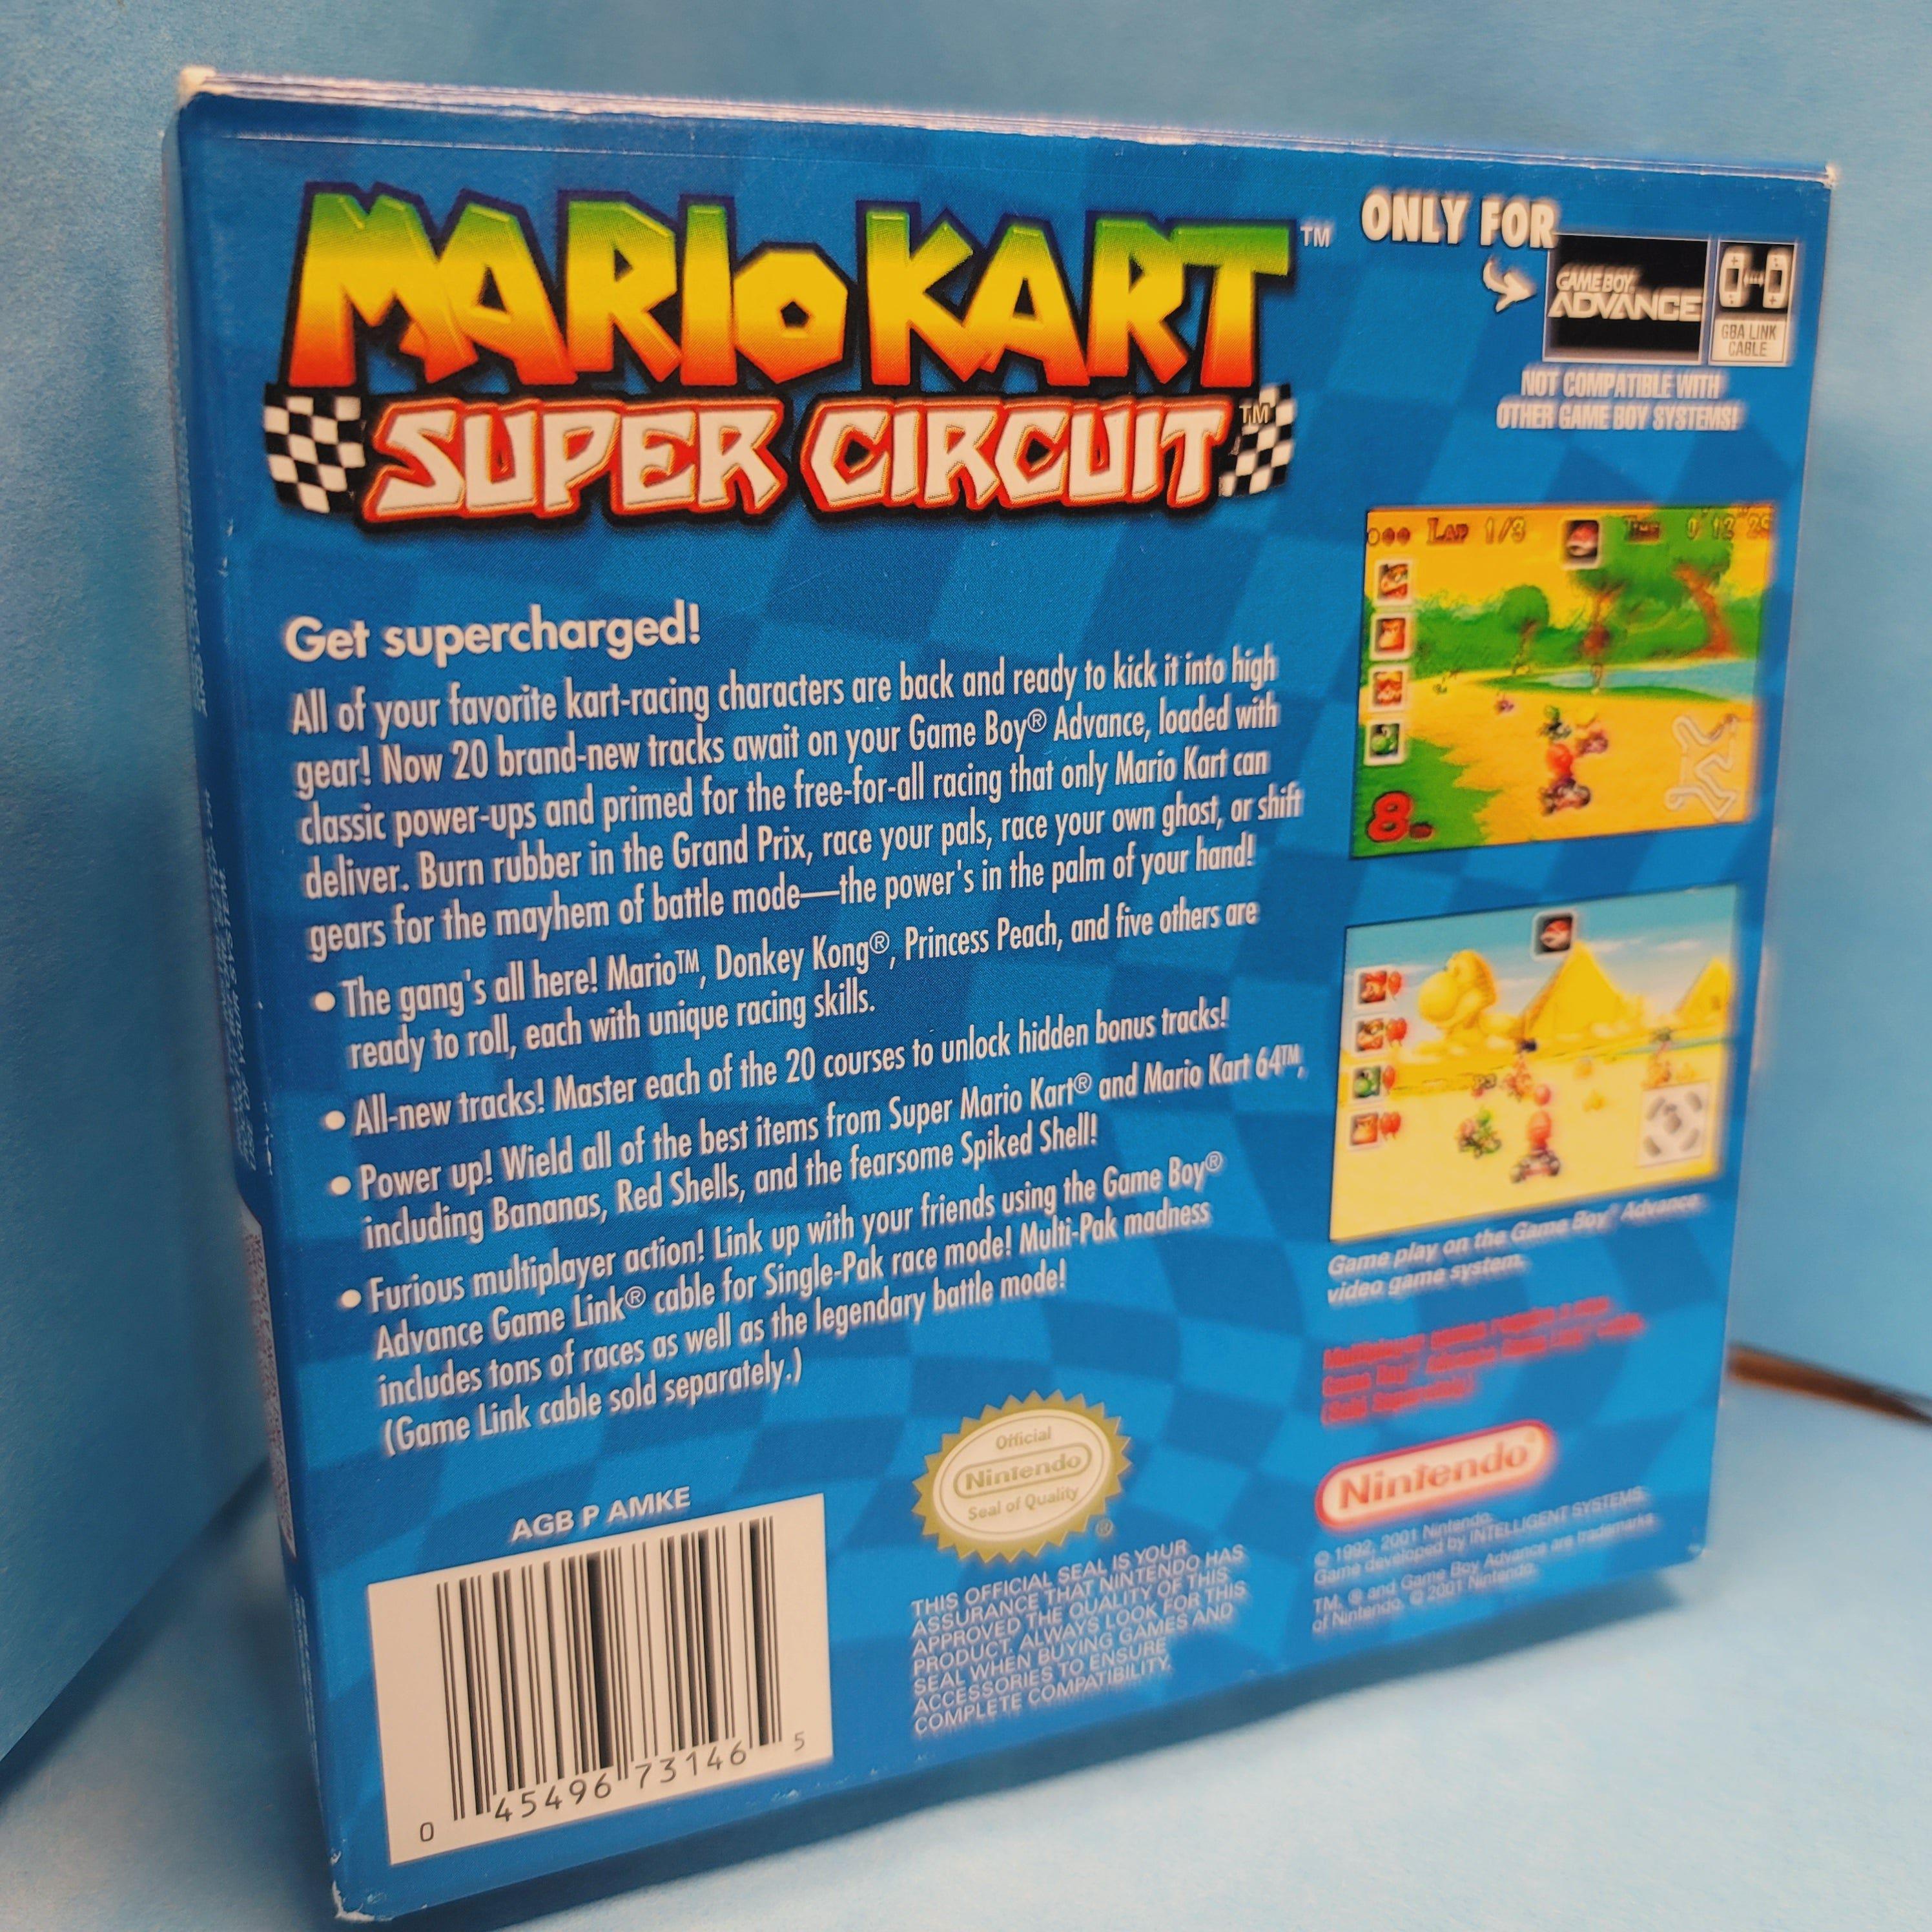 MARIO KART™
SUPER CIRCUIT™
ONLY FOR
GAME BOY
ADVANCE
GBA LINK
CABLE
NOT COMPATIBLE WITH
OTHER GAME BOY SYSTEMS!
Get supercharged!
All of your favorite kart-racing characters are back and ready to kick it into high
gear! Now 20 brand-new tracks await on your Game Boy® Advance, loaded with
classic power-ups and primed for the free-for-all racing that only Mario Kart can
deliver. Burn rubber in the Grand Prix, race your pals, race your own ghost, or shift
gears for the mayhem of battle mode—the power's in the palm of your hand!
• The gang's all here! Mario™, Donkey Kong®, Princess Peach, and five others are
ready to roll, each with unique racing skills.
• All-new tracks! Master each of the 20 courses to unlock hidden bonus tracks!
• Power up! Wield all of the best items from Super Mario Kart® and Mario Kart 64™,
including Bananas, Red Shells, and the fearsome Spiked Shell!
• Furious multiplayer action! Link up with your friends using the Game Boy®
Advance Game Link® cable for Single-Pak race mode! Multi-Pak madness
includes tons of races as well as the legendary battle mode!
(Game Link cable sold separately.)
LAP 1/3
8
Game play on the Game Boy® Advance
video game system.
Nintendo®
© 1992, 2001 Nintendo.
Game developed by INTELLIGENT SYSTEMS.
TM, ® and Game Boy Advance are trademarks
of Nintendo. © 2001 Nintendo.
Official
Nintendo
Seal of Quality
®
THIS OFFICIAL SEAL IS YOUR
ASSURANCE THAT NINTENDO HAS
APPROVED THE QUALITY OF THIS
PRODUCT. ALWAYS LOOK FOR THIS
SEAL WHEN BUYING GAMES AND
ACCESSORIES TO ENSURE
COMPLETE COMPATIBILITY.
AGB P AMKE
0 45496 73146 5